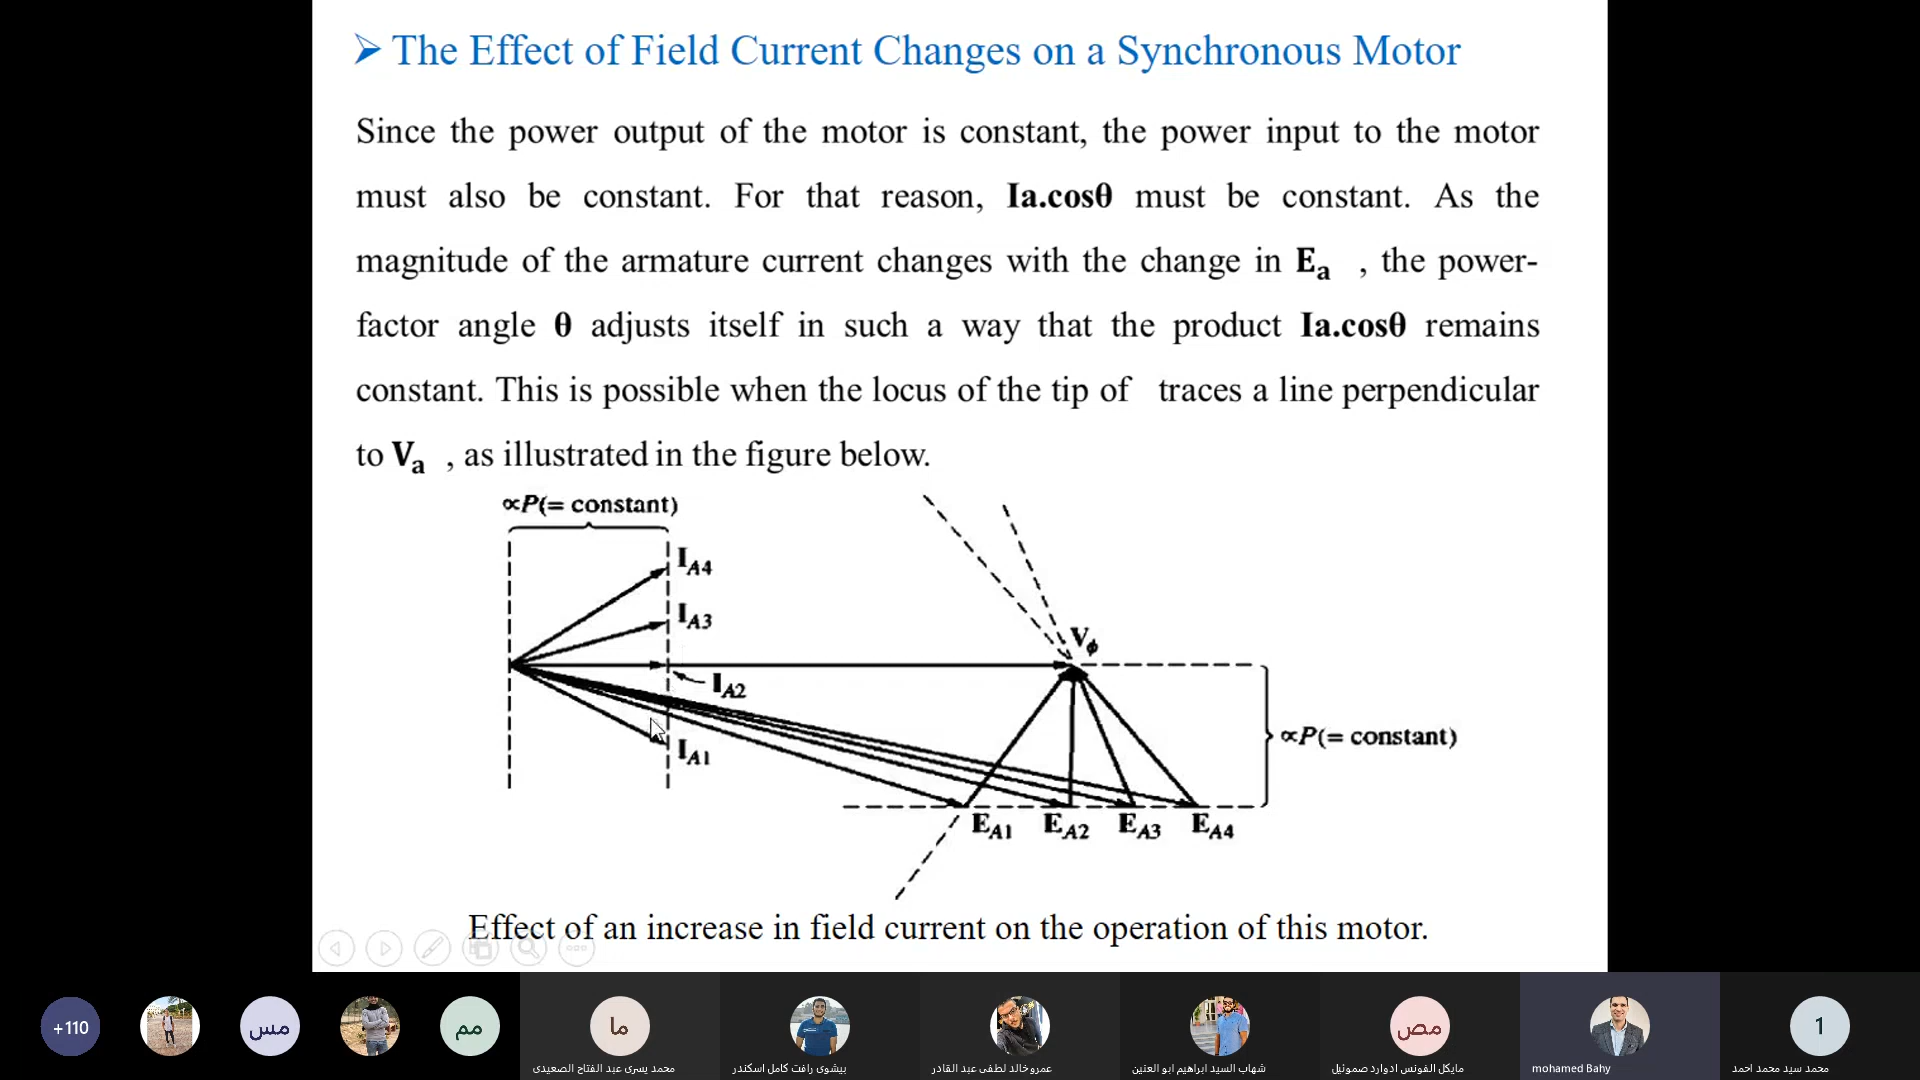 ➢ The Effect of Field Current Changes on a Synchronous Motor
Since the power output of the motor is constant, the power input to the motor
must also be constant. For that reason, Ia.cosθ must be constant. As the
magnitude of the armature current changes with the change in Ea , the power-
factor angle θ adjusts itself in such a way that the product Ia.cosθ remains
constant. This is possible when the locus of the tip of traces a line perpendicular
to Va , as illustrated in the figure below.
∝P(= constant)
IA4
IA3
Vϕ
IA2
∝P(= constant)
IA1
EA1 EA2 EA3 EA4
Effect of an increase in field current on the operation of this motor.
+110
مس
مم
ما
مص
1
محمد يسرى عبد الفتاح الصعيدى
بيشوى رافت كامل اسكندر
عمرو خالد لطفى عبد القادر
شهاب السيد ابراهيم ابو العنين
مايكل الفونس ادوارد صموئيل
mohamed Bahy
محمد سيد محمد احمد